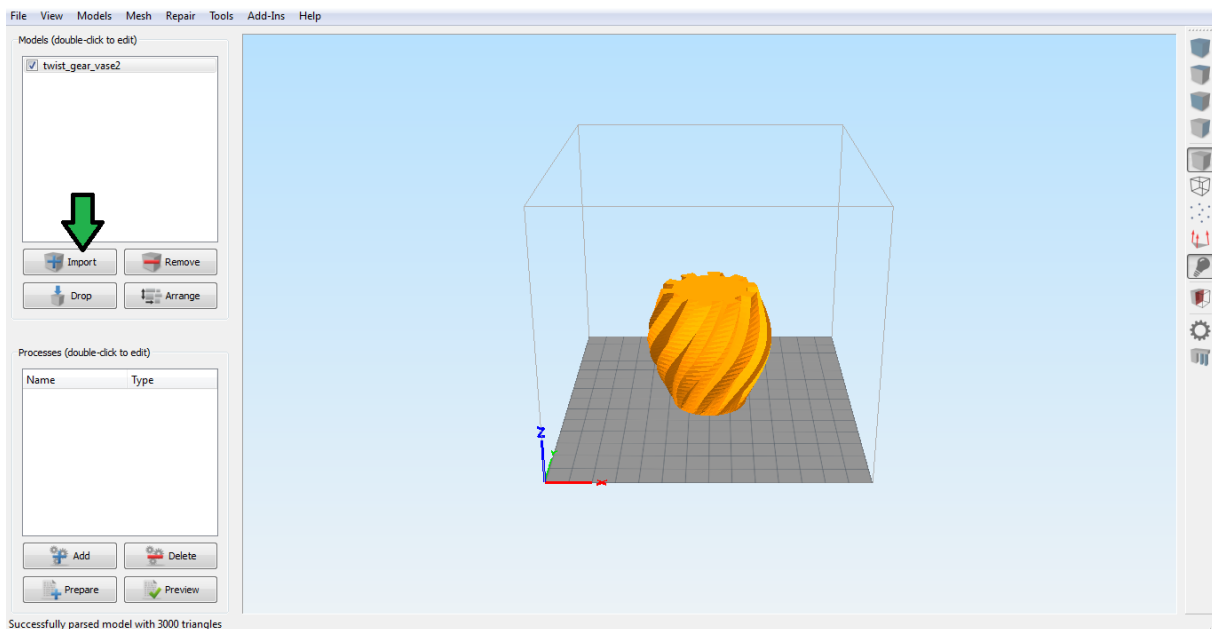 File View Models Mesh Repair Tools Add-Ins Help
Models (double-click to edit)
twist_gear_vase2
Import Remove
Drop Arrange
Processes (double-click to edit)
Name Type
Add Delete
Prepare Preview
Z
Y
X
Successfully parsed model with 3000 triangles